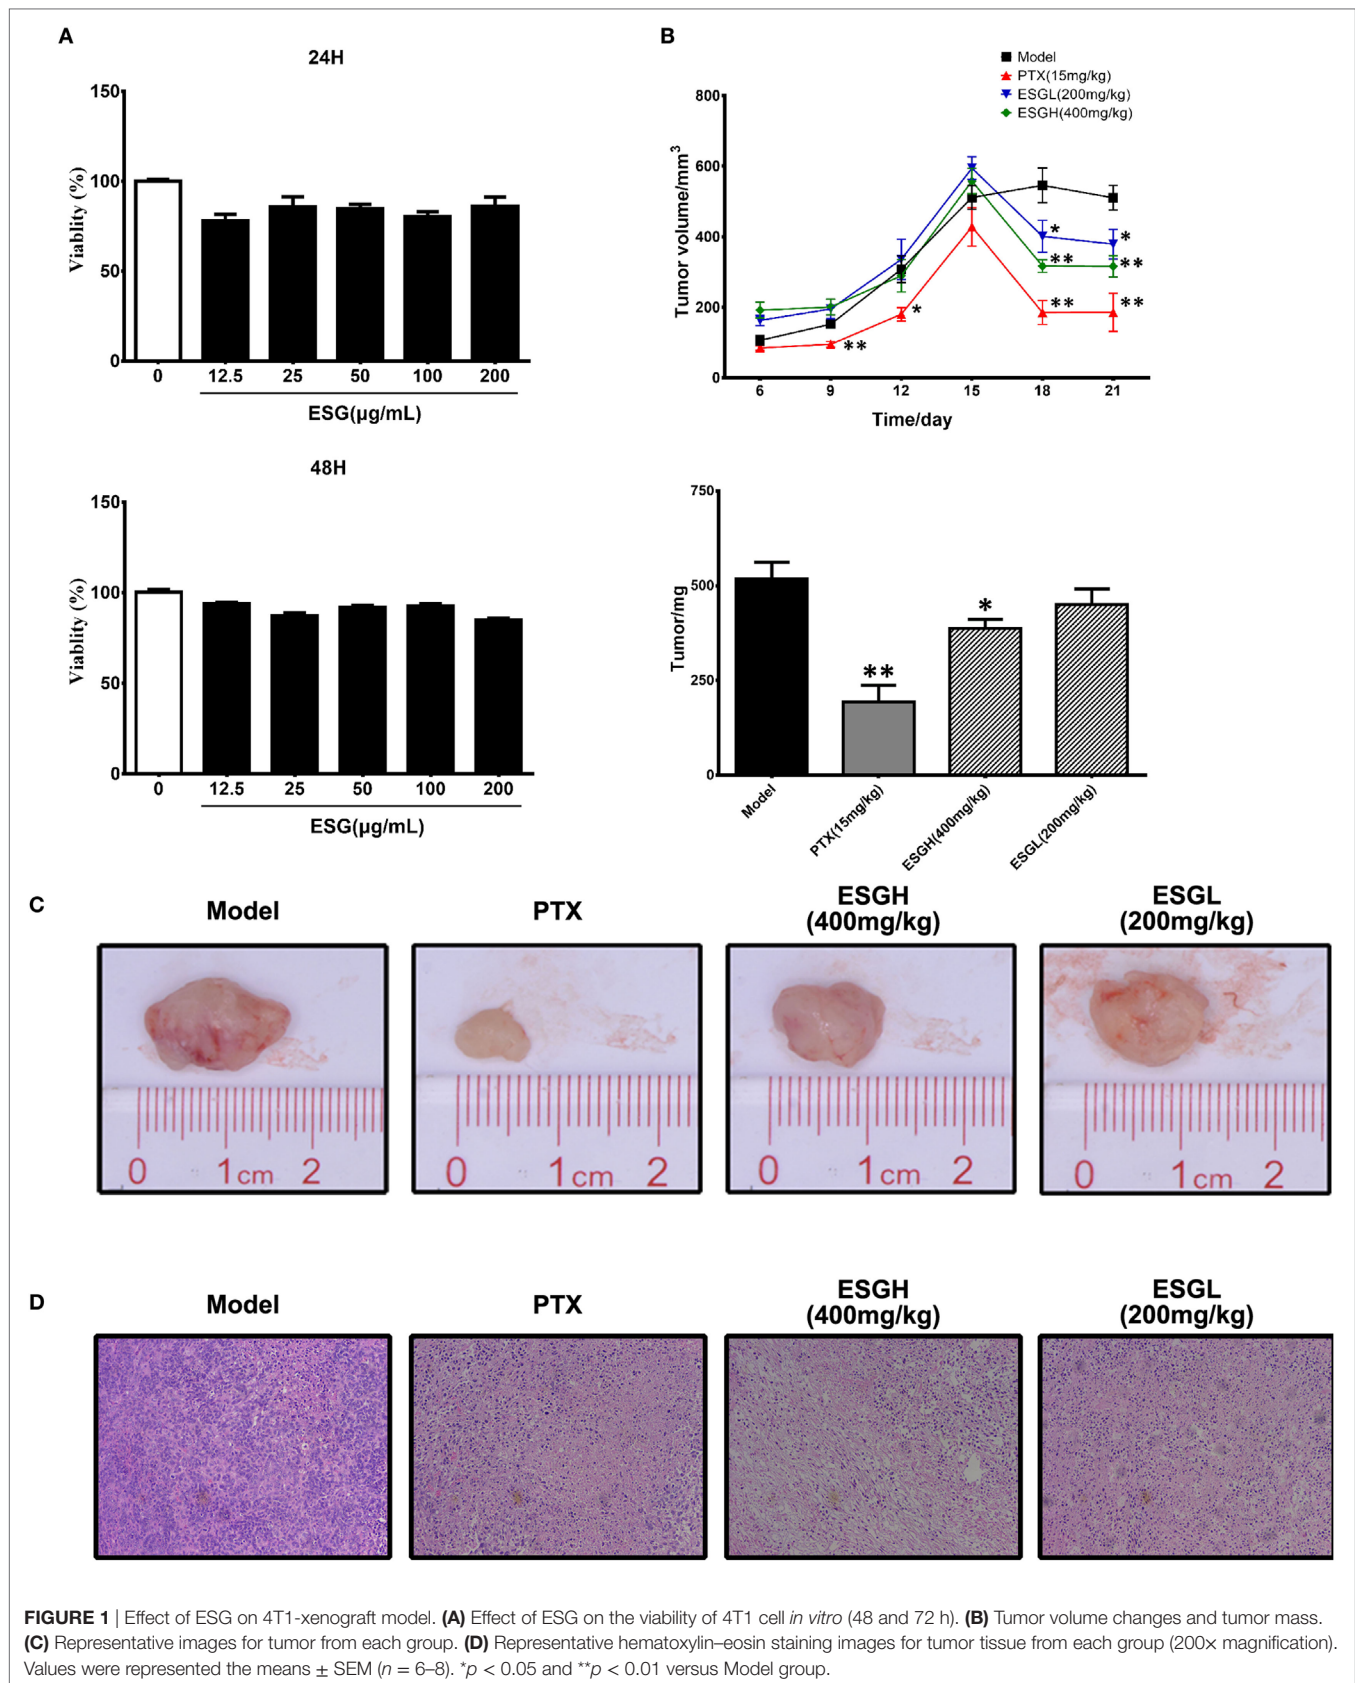 A
24H
150
100
50
0
Viablity (%)
0 12.5 25 50 100 200
ESG(μg/mL)
48H
150
100
50
0
Viablity (%)
0 12.5 25 50 100 200
ESG(μg/mL)
B
Model
PTX(15mg/kg)
ESGL(200mg/kg)
ESGH(400mg/kg)
800
600
400
200
0
Tumor volume/mm³
* ** * ** ** * ** **
6 9 12 15 18 21
Time/day
750
500
250
0
Tumor/mg
** *
Model PTX(15mg/kg) ESGH(400mg/kg) ESGL(200mg/kg)
C
Model PTX ESGH (400mg/kg) ESGL (200mg/kg)
0 1cm 2
0 1cm 2
0 1cm 2
0 1cm 2
D
Model PTX ESGH (400mg/kg) ESGL (200mg/kg)
FIGURE 1 | Effect of ESG on 4T1-xenograft model. (A) Effect of ESG on the viability of 4T1 cell in vitro (48 and 72 h). (B) Tumor volume changes and tumor mass.
(C) Representative images for tumor from each group. (D) Representative hematoxylin–eosin staining images for tumor tissue from each group (200× magnification).
Values were represented the means ± SEM (n = 6–8). *p < 0.05 and **p < 0.01 versus Model group.